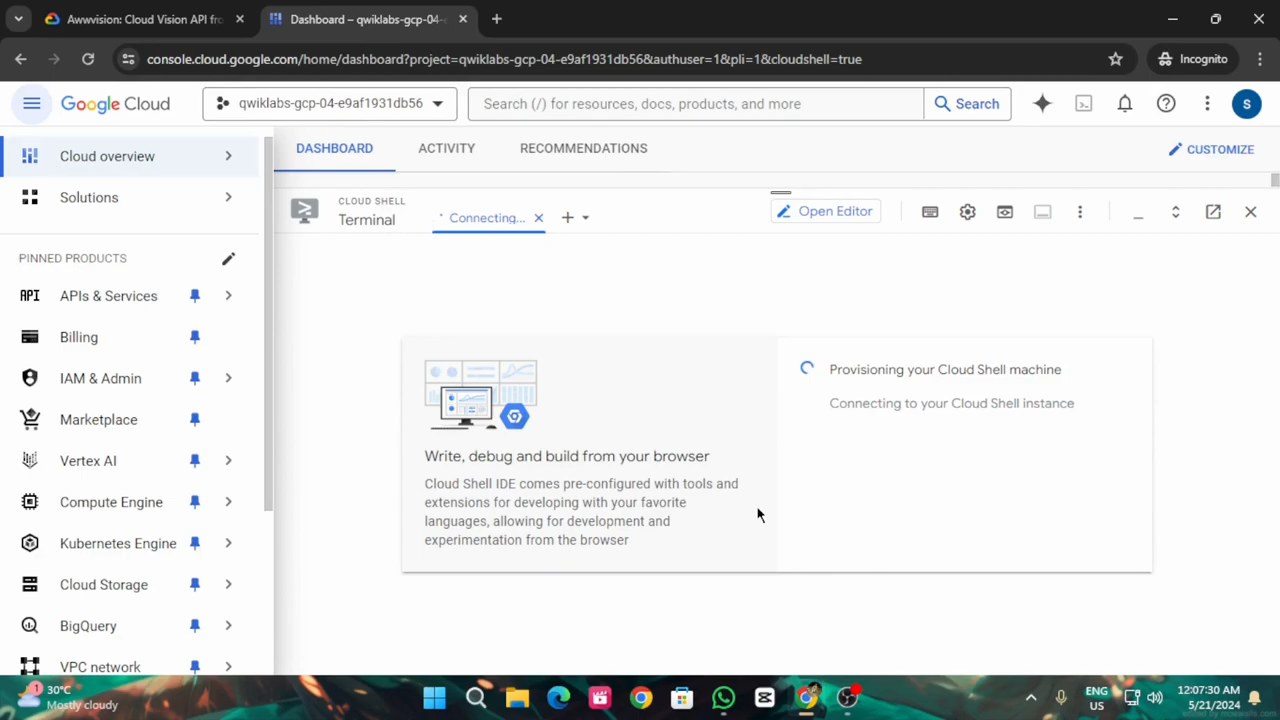 Awwvision: Cloud Vision API fro
Dashboard – qwiklabs-gcp-04-
console.cloud.google.com/home/dashboard?project=qwiklabs-gcp-04-e9af1931db56&authuser=1&pli=1&cloudshell=true
Incognito
Google Cloud
qwiklabs-gcp-04-e9af1931db56
Search (/) for resources, docs, products, and more
Search
S
Cloud overview
Solutions
PINNED PRODUCTS
API
APIs & Services
Billing
IAM & Admin
Marketplace
Vertex AI
Compute Engine
Kubernetes Engine
Cloud Storage
BigQuery
VPC network
DASHBOARD
ACTIVITY
RECOMMENDATIONS
CUSTOMIZE
CLOUD SHELL
Terminal
Connecting...
Open Editor
Write, debug and build from your browser
Cloud Shell IDE comes pre-configured with tools and
extensions for developing with your favorite
languages, allowing for development and
experimentation from the browser
Provisioning your Cloud Shell machine
Connecting to your Cloud Shell instance
1
30°C
Mostly cloudy
ENG
US
12:07:30 AM
5/21/2024